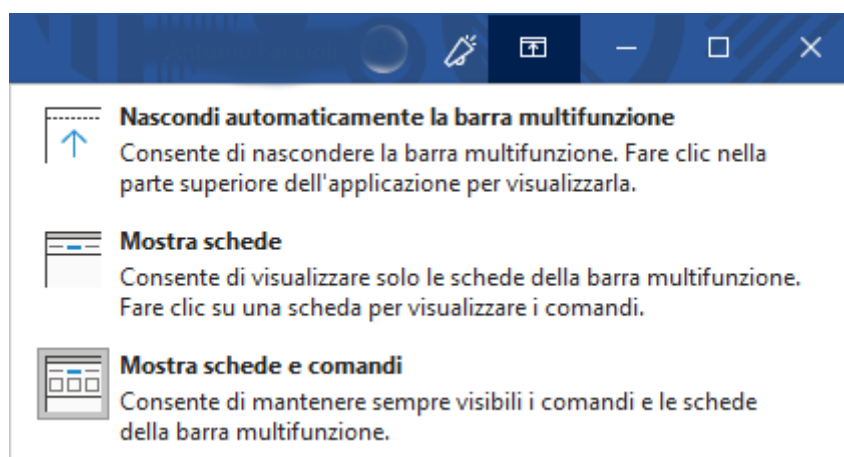 Nascondi automaticamente la barra multifunzione
Consente di nascondere la barra multifunzione. Fare clic nella
parte superiore dell'applicazione per visualizzarla.
Mostra schede
Consente di visualizzare solo le schede della barra multifunzione.
Fare clic su una scheda per visualizzare i comandi.
Mostra schede e comandi
Consente di mantenere sempre visibili i comandi e le schede
della barra multifunzione.